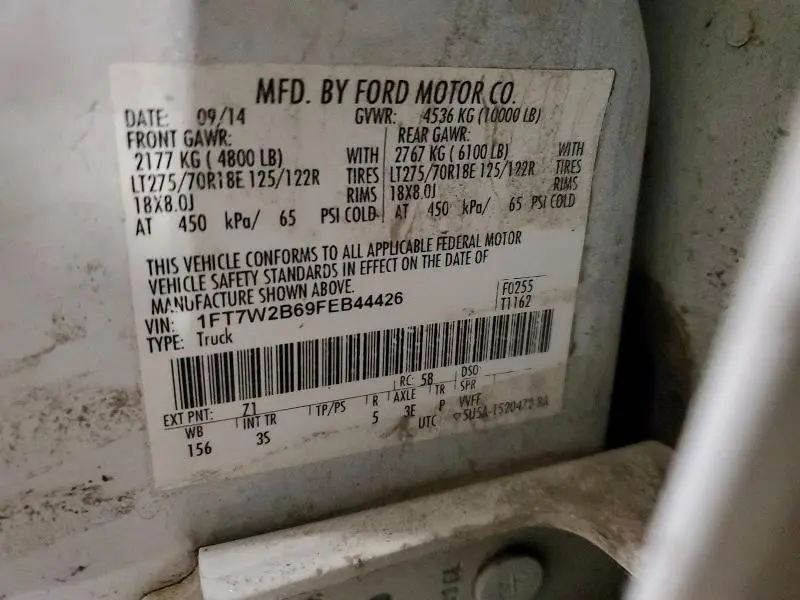 MFD. BY FORD MOTOR CO.
DATE: 09/14 GVWR: 4536 KG (10000 LB)
FRONT GAWR: REAR GAWR:
2177 KG ( 4800 LB) WITH 2767 KG ( 6100 LB) WITH
LT275/70R18E 125/122R TIRES LT275/70R18E 125/122R TIRES
18X8.0J RIMS 18X8.0J RIMS
AT 450 kPa/ 65 PSI COLD AT 450 kPa/ 65 PSI COLD
THIS VEHICLE CONFORMS TO ALL APPLICABLE FEDERAL MOTOR
VEHICLE SAFETY STANDARDS IN EFFECT ON THE DATE OF
MANUFACTURE SHOWN ABOVE. F0255
VIN: 1FT7W2B69FEB44426 T1162
TYPE: Truck
EXT PNT: Z1 RC: 58 DSO
WB INT TR TP/PS R AXLE TR SPR
156 3S 5 3E P VVFF
UTC